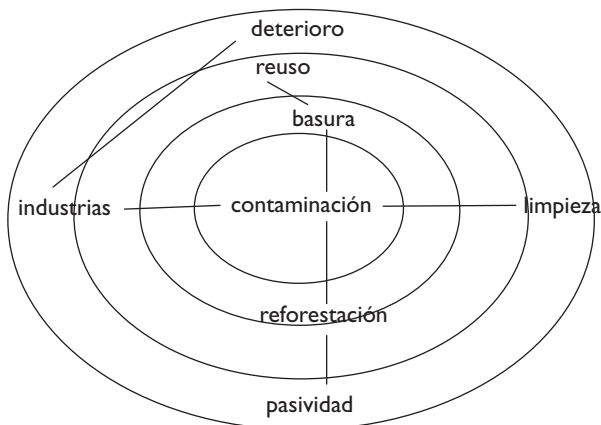 deterioro
reuso
basura
industrias
contaminación
limpieza
reforestación
pasividad